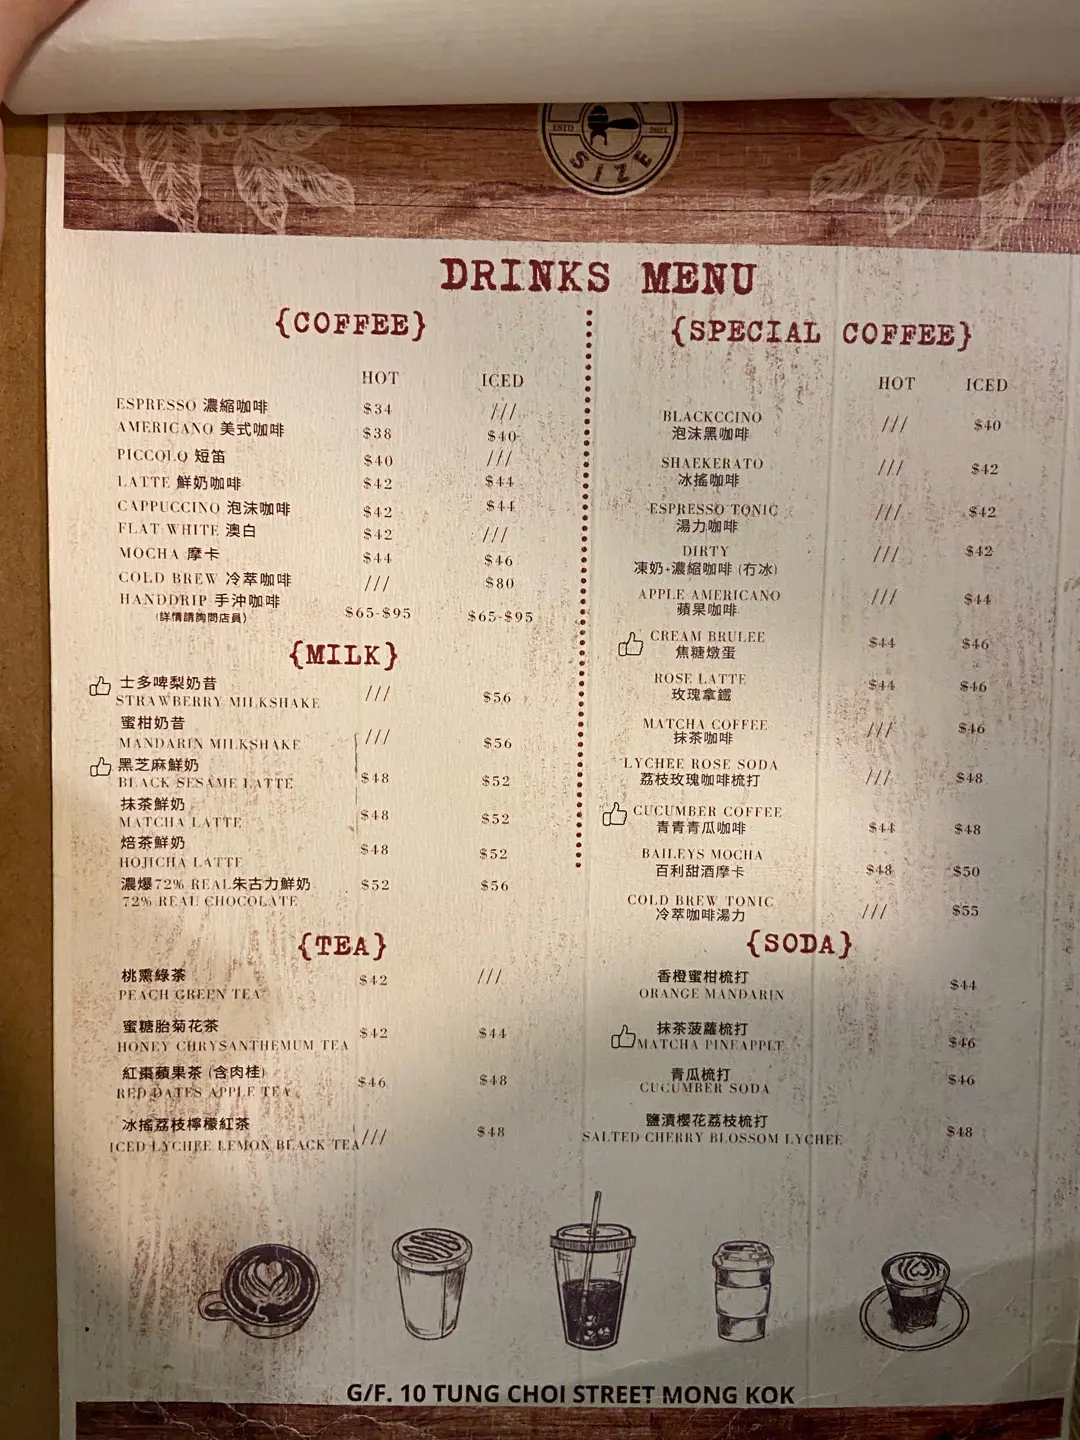 ESTD 2021
SIZE
DRINKS MENU
{COFFEE}
HOT ICED
ESPRESSO 濃縮咖啡 $34 ///
AMERICANO 美式咖啡 $38 $40
PICCOLO 短笛 $40 ///
LATTE 鮮奶咖啡 $42 $44
CAPPUCCINO 泡沫咖啡 $42 $44
FLAT WHITE 澳白 $42 ///
MOCHA 摩卡 $44 $46
COLD BREW 冷萃咖啡 /// $80
HANDDRIP 手沖咖啡 $65-$95 $65-$95
(詳情請詢問店員)
{MILK}
士多啤梨奶昔
STRAWBERRY MILKSHAKE /// $56
蜜柑奶昔
MANDARIN MILKSHAKE /// $56
黑芝麻鮮奶
BLACK SESAME LATTE $48 $52
抹茶鮮奶
MATCHA LATTE $48 $52
焙茶鮮奶
HOJICHA LATTE $48 $52
濃爆72% REAL朱古力鮮奶 $52 $56
72% REAL CHOCOLATE
{TEA}
桃熏綠茶 $42 ///
PEACH GREEN TEA
蜜糖胎菊花茶
HONEY CHRYSANTHEMUM TEA $42 $44
紅棗蘋果茶 (含肉桂)
RED DATES APPLE TEA $46 $48
冰搖荔枝檸檬紅茶
ICED LYCHEE LEMON BLACK TEA /// $48
{SPECIAL COFFEE}
HOT ICED
BLACKCCINO /// $40
泡沫黑咖啡
SHAEKERATO /// $42
冰搖咖啡
ESPRESSO TONIC /// $42
湯力咖啡
DIRTY /// $42
凍奶+濃縮咖啡 (冇冰)
APPLE AMERICANO /// $44
蘋果咖啡
CREAM BRULEE $44 $46
焦糖燉蛋
ROSE LATTE $44 $46
玫瑰拿鐵
MATCHA COFFEE /// $46
抹茶咖啡
LYCHEE ROSE SODA /// $48
荔枝玫瑰咖啡梳打
CUCUMBER COFFEE $44 $48
青青青瓜咖啡
BAILEYS MOCHA $48 $50
百利甜酒摩卡
COLD BREW TONIC /// $55
冷萃咖啡湯力
{SODA}
香橙蜜柑梳打 $44
ORANGE MANDARIN
抹茶菠蘿梳打
MATCHA PINEAPPLE $46
青瓜梳打 $46
CUCUMBER SODA
鹽漬櫻花荔枝梳打
SALTED CHERRY BLOSSOM LYCHEE $48
G/F. 10 TUNG CHOI STREET MONG KOK